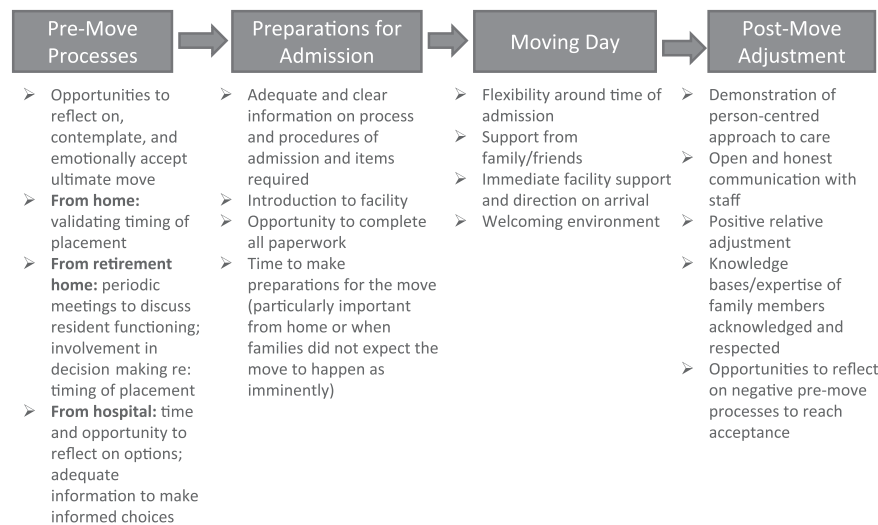 Pre-Move
Processes
Preparations for
Admission
Moving Day
Post-Move
Adjustment
➢ Opportunities to
reflect on,
contemplate, and
emotionally accept
ultimate move
➢ From home:
validating timing of
placement
➢ From retirement
home: periodic
meetings to discuss
resident functioning;
involvement in
decision making re:
timing of placement
➢ From hospital: time
and opportunity to
reflect on options;
adequate
information to make
informed choices
➢ Adequate and clear
information on process
and procedures of
admission and items
required
➢ Introduction to facility
➢ Opportunity to complete
all paperwork
➢ Time to make
preparations for the move
(particularly important
from home or when
families did not expect the
move to happen as
imminently)
➢ Flexibility around time of
admission
➢ Support from
family/friends
➢ Immediate facility support
and direction on arrival
➢ Welcoming environment
➢ Demonstration of
person-centred
approach to care
➢ Open and honest
communication with
staff
➢ Positive relative
adjustment
➢ Knowledge
bases/expertise of
family members
acknowledged and
respected
➢ Opportunities to reflect
on negative pre-move
processes to reach
acceptance